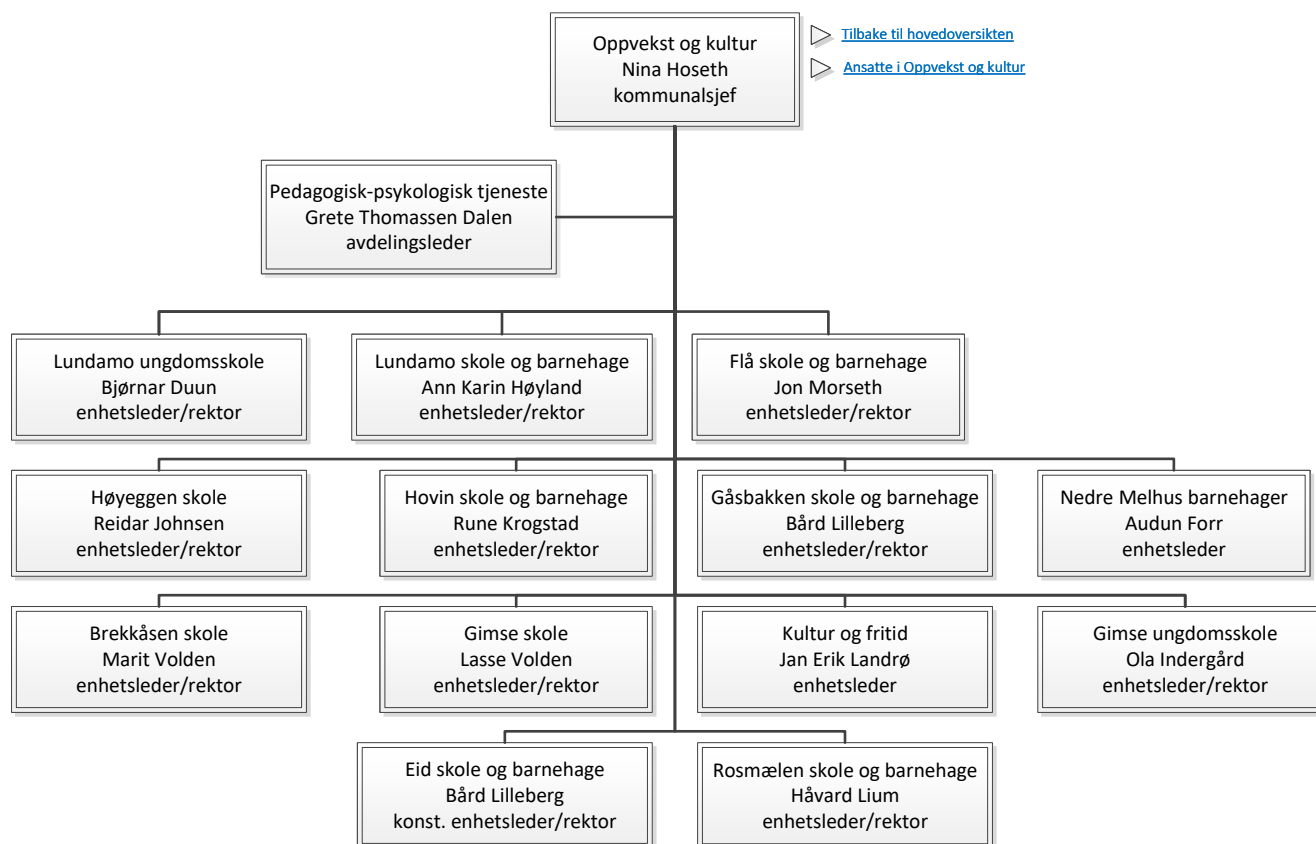 Oppvekst og kultur
Nina Hoseth
kommunalsjef
Tilbake til hovedoversikten
Ansatte i Oppvekst og kultur
Pedagogisk-psykologisk tjeneste
Grete Thomassen Dalen
avdelingsleder
Lundamo ungdomsskole
Bjørnar Duun
enhetsleder/rektor
Lundamo skole og barnehage
Ann Karin Høyland
enhetsleder/rektor
Flå skole og barnehage
Jon Morseth
enhetsleder/rektor
Høyeggen skole
Reidar Johnsen
enhetsleder/rektor
Hovin skole og barnehage
Rune Krogstad
enhetsleder/rektor
Gåsbakken skole og barnehage
Bård Lilleberg
enhetsleder/rektor
Nedre Melhus barnehager
Audun Forr
enhetsleder
Brekkåsen skole
Marit Volden
enhetsleder/rektor
Gimse skole
Lasse Volden
enhetsleder/rektor
Kultur og fritid
Jan Erik Landrø
enhetsleder
Gimse ungdomsskole
Ola Indergård
enhetsleder/rektor
Eid skole og barnehage
Bård Lilleberg
konst. enhetsleder/rektor
Rosmælen skole og barnehage
Håvard Lium
enhetsleder/rektor